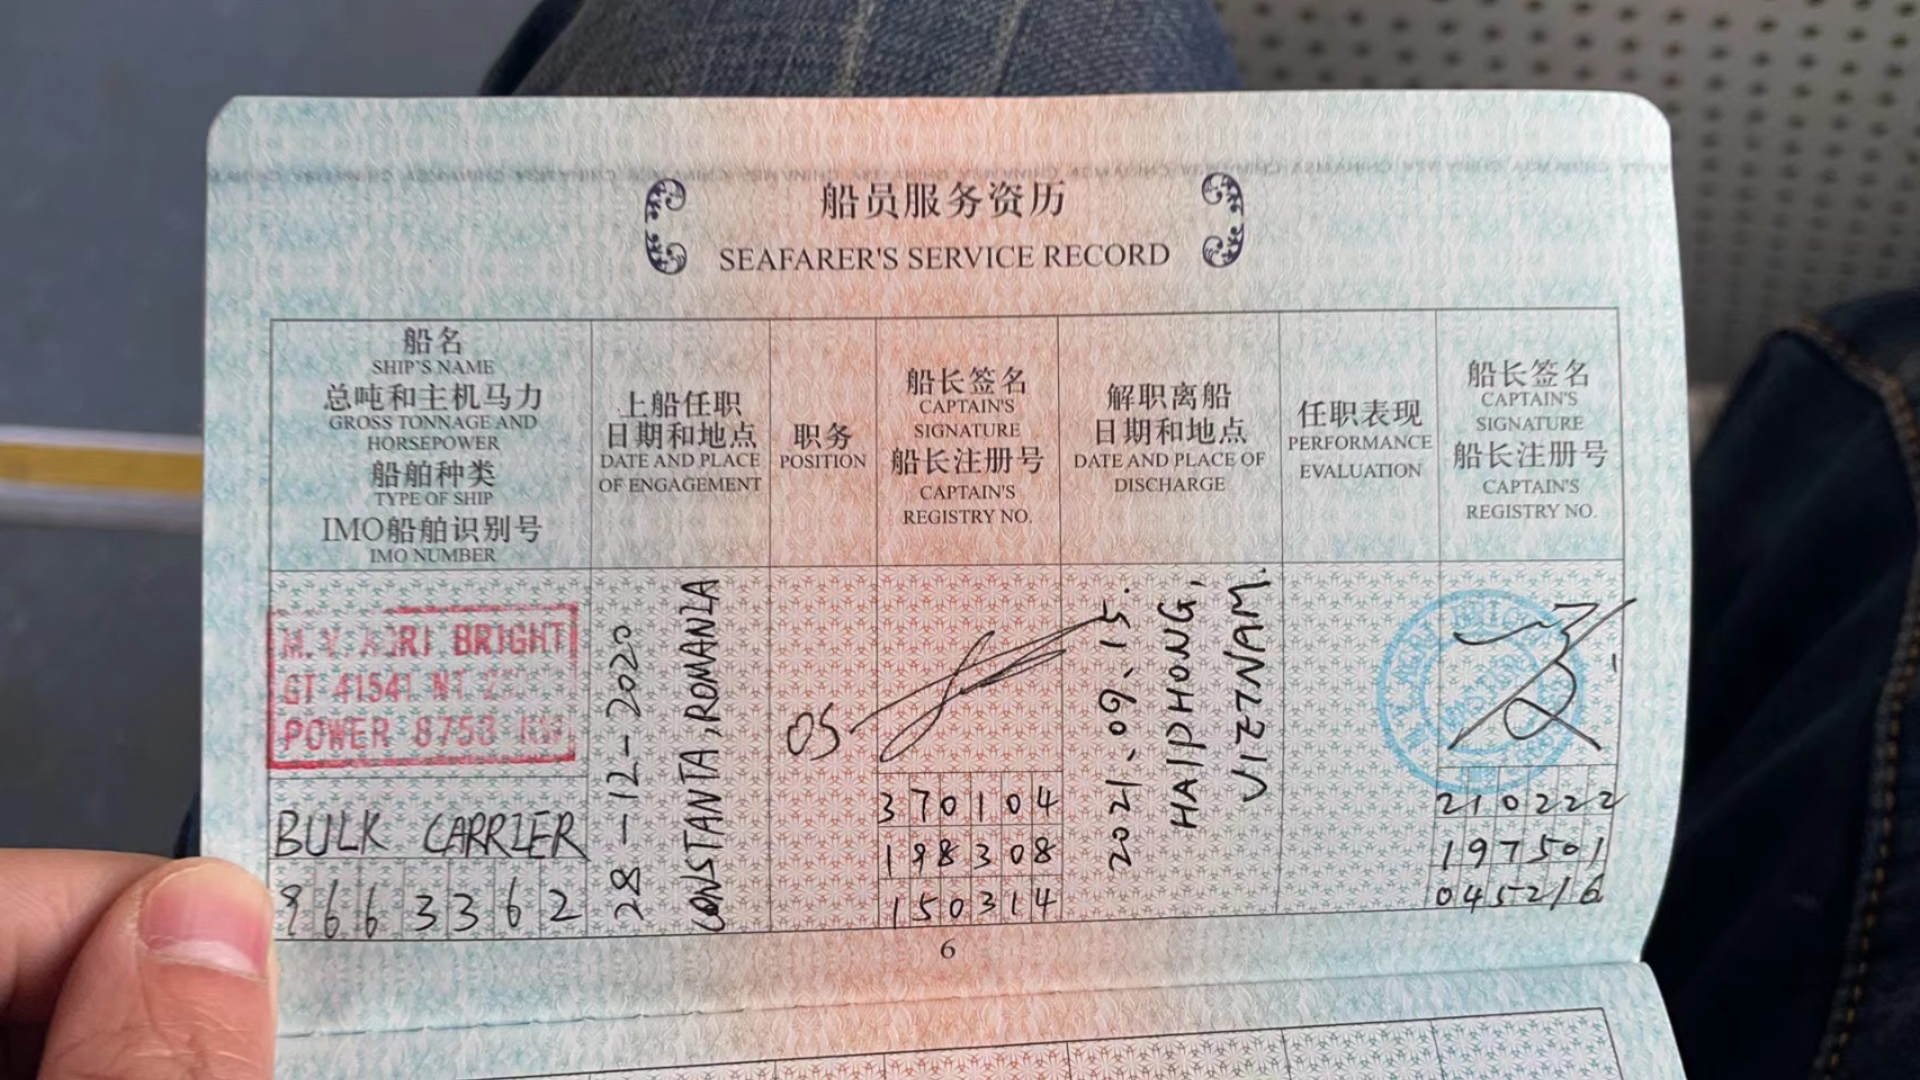 船员服务资历
SEAFARER'S SERVICE RECORD
船名
SHIP'S NAME
总吨和主机马力
GROSS TONNAGE AND
HORSEPOWER
船舶种类
TYPE OF SHIP
IMO船舶识别号
IMO NUMBER
上船任职
日期和地点
DATE AND PLACE
OF ENGAGEMENT
职务
POSITION
船长签名
CAPTAIN'S
SIGNATURE
船长注册号
CAPTAIN'S
REGISTRY NO.
解职离船
日期和地点
DATE AND PLACE OF
DISCHARGE
任职表现
PERFORMANCE
EVALUATION
船长签名
CAPTAIN'S
SIGNATURE
船长注册号
CAPTAIN'S
REGISTRY NO.
M.V. BRIGHT
GT 41541 NT
POWER 8753 KW
BULK CARRIER
9663362
28-12-2020
CONSTANTA, ROMANIA
OS
370104
198308
150314
2021.09.15.
HAIPHONG,
VIETNAM.
210222
197501
045216
6